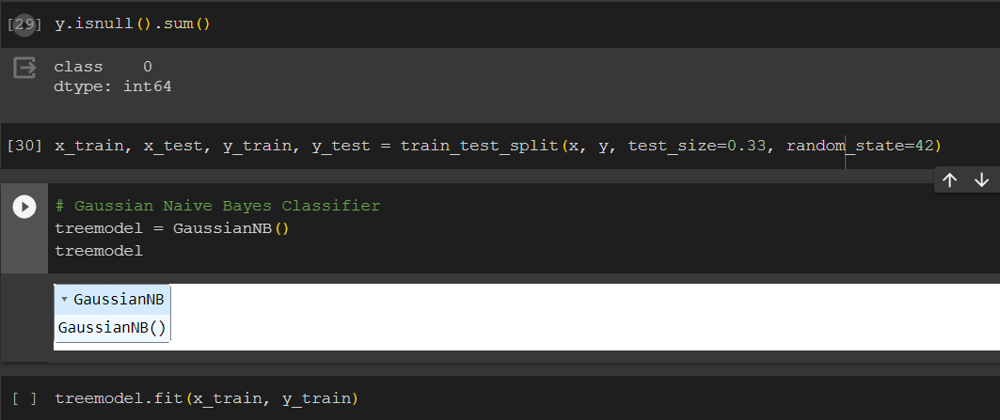 [29] y.isnull().sum()
class    0
dtype: int64
[30] x_train, x_test, y_train, y_test = train_test_split(x, y, test_size=0.33, random_state=42)
# Gaussian Naive Bayes Classifier
treemodel = GaussianNB()
treemodel
▾ GaussianNB
GaussianNB()
[ ] treemodel.fit(x_train, y_train)